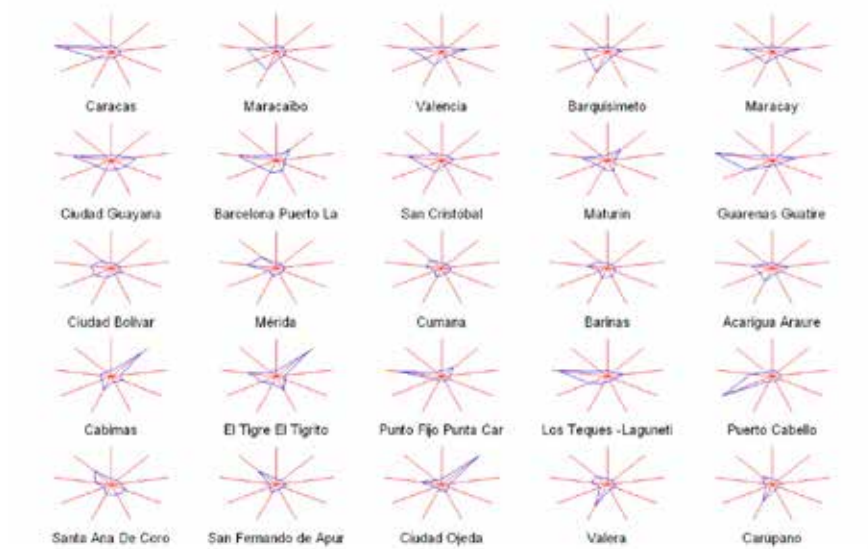 Caracas Maracaibo Valencia Barquisimeto Maracay
Ciudad Guayana Barcelona Puerto La San Cristóbal Maturin Guarenas Guatire
Ciudad Bolívar Mérida Cumana Barinas Acarigua Araure
Cabimas El Tigre El Tigrito Punto Fijo Punta Car Los Teques -Laguneti Puerto Cabello
Santa Ana De Coro San Fernando de Apur Ciudad Ojeda Valera Carúpano